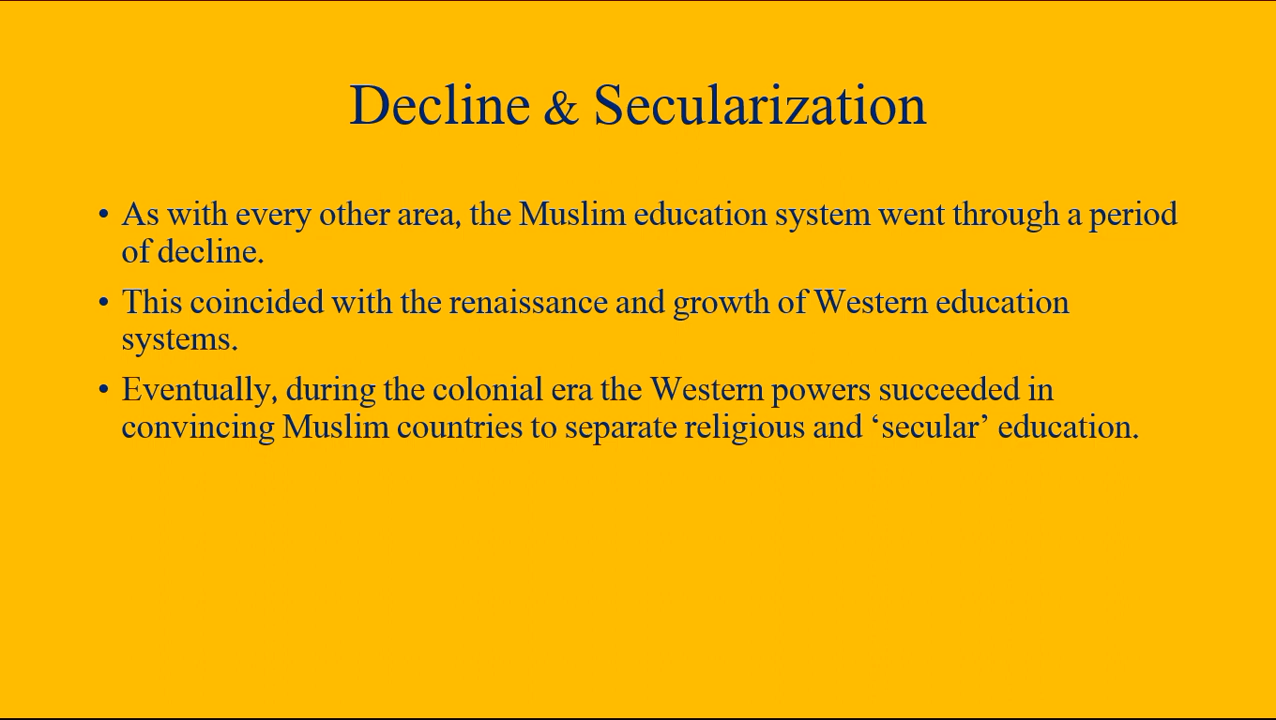 Decline & Secularization
• As with every other area, the Muslim education system went through a period
of decline.
• This coincided with the renaissance and growth of Western education
systems.
• Eventually, during the colonial era the Western powers succeeded in
convincing Muslim countries to separate religious and ‘secular’ education.